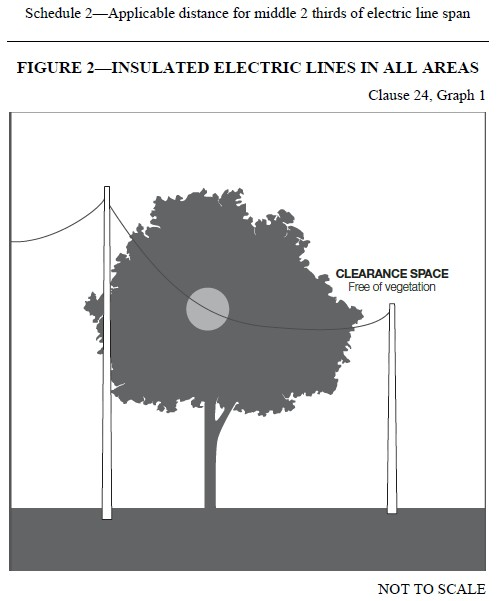 Schedule 2—Applicable distance for middle 2 thirds of electric line span
FIGURE 2—INSULATED ELECTRIC LINES IN ALL AREAS
Clause 24, Graph 1
CLEARANCE SPACE
Free of vegetation
NOT TO SCALE